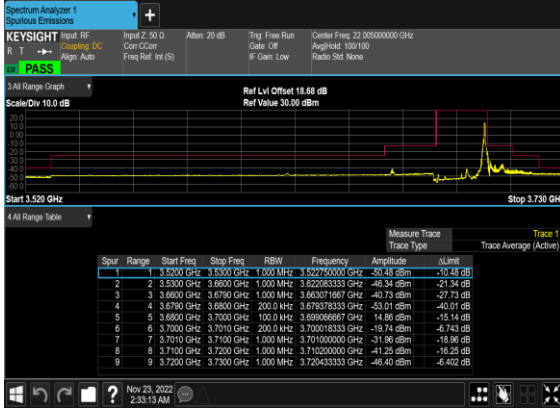 Spectrum Analyzer 1
Spurious Emissions
+
KEYSIGHT Input: RF Input Z: 50 Ω Atten: 20 dB Trig: Free Run Center Freq: 22.005000000 GHz
R T Coupling: DC Corr CCorr Gate: Off Avg|Hold: 100/100
Align: Auto Freq Ref: Int (S) IF Gain: Low Radio Std: None
PASS
3 All Range Graph
Ref Lvl Offset 18.68 dB
Scale/Div 10.0 dB Ref Value 30.00 dBm
20.0
10.0
0.00
-10.0
-20.0
-30.0
-40.0
-50.0
-60.0
Start 3.520 GHz Stop 3.730 GHz
4 All Range Table
Measure Trace Trace 1
Trace Type Trace Average (Active)
Spur Range Start Freq Stop Freq RBW Frequency Amplitude ΔLimit
1 1 3.5200 GHz 3.5300 GHz 1.000 MHz 3.522750000 GHz -50.48 dBm -10.48 dB
2 2 3.5300 GHz 3.6600 GHz 1.000 MHz 3.622083333 GHz -46.34 dBm -21.34 dB
3 3 3.6600 GHz 3.6790 GHz 1.000 MHz 3.663071667 GHz -40.73 dBm -27.73 dB
4 4 3.6790 GHz 3.6800 GHz 200.0 kHz 3.679378333 GHz -53.01 dBm -40.01 dB
5 5 3.6800 GHz 3.7000 GHz 100.0 kHz 3.699066667 GHz 14.86 dBm -15.14 dB
6 6 3.7000 GHz 3.7010 GHz 200.0 kHz 3.700018333 GHz -19.74 dBm -6.743 dB
7 7 3.7010 GHz 3.7100 GHz 1.000 MHz 3.701000000 GHz -31.96 dBm -18.96 dB
8 8 3.7100 GHz 3.7200 GHz 1.000 MHz 3.710200000 GHz -41.25 dBm -16.25 dB
9 9 3.7200 GHz 3.7300 GHz 1.000 MHz 3.720433333 GHz -46.40 dBm -6.402 dB
? Nov 23, 2022
2:33:13 AM